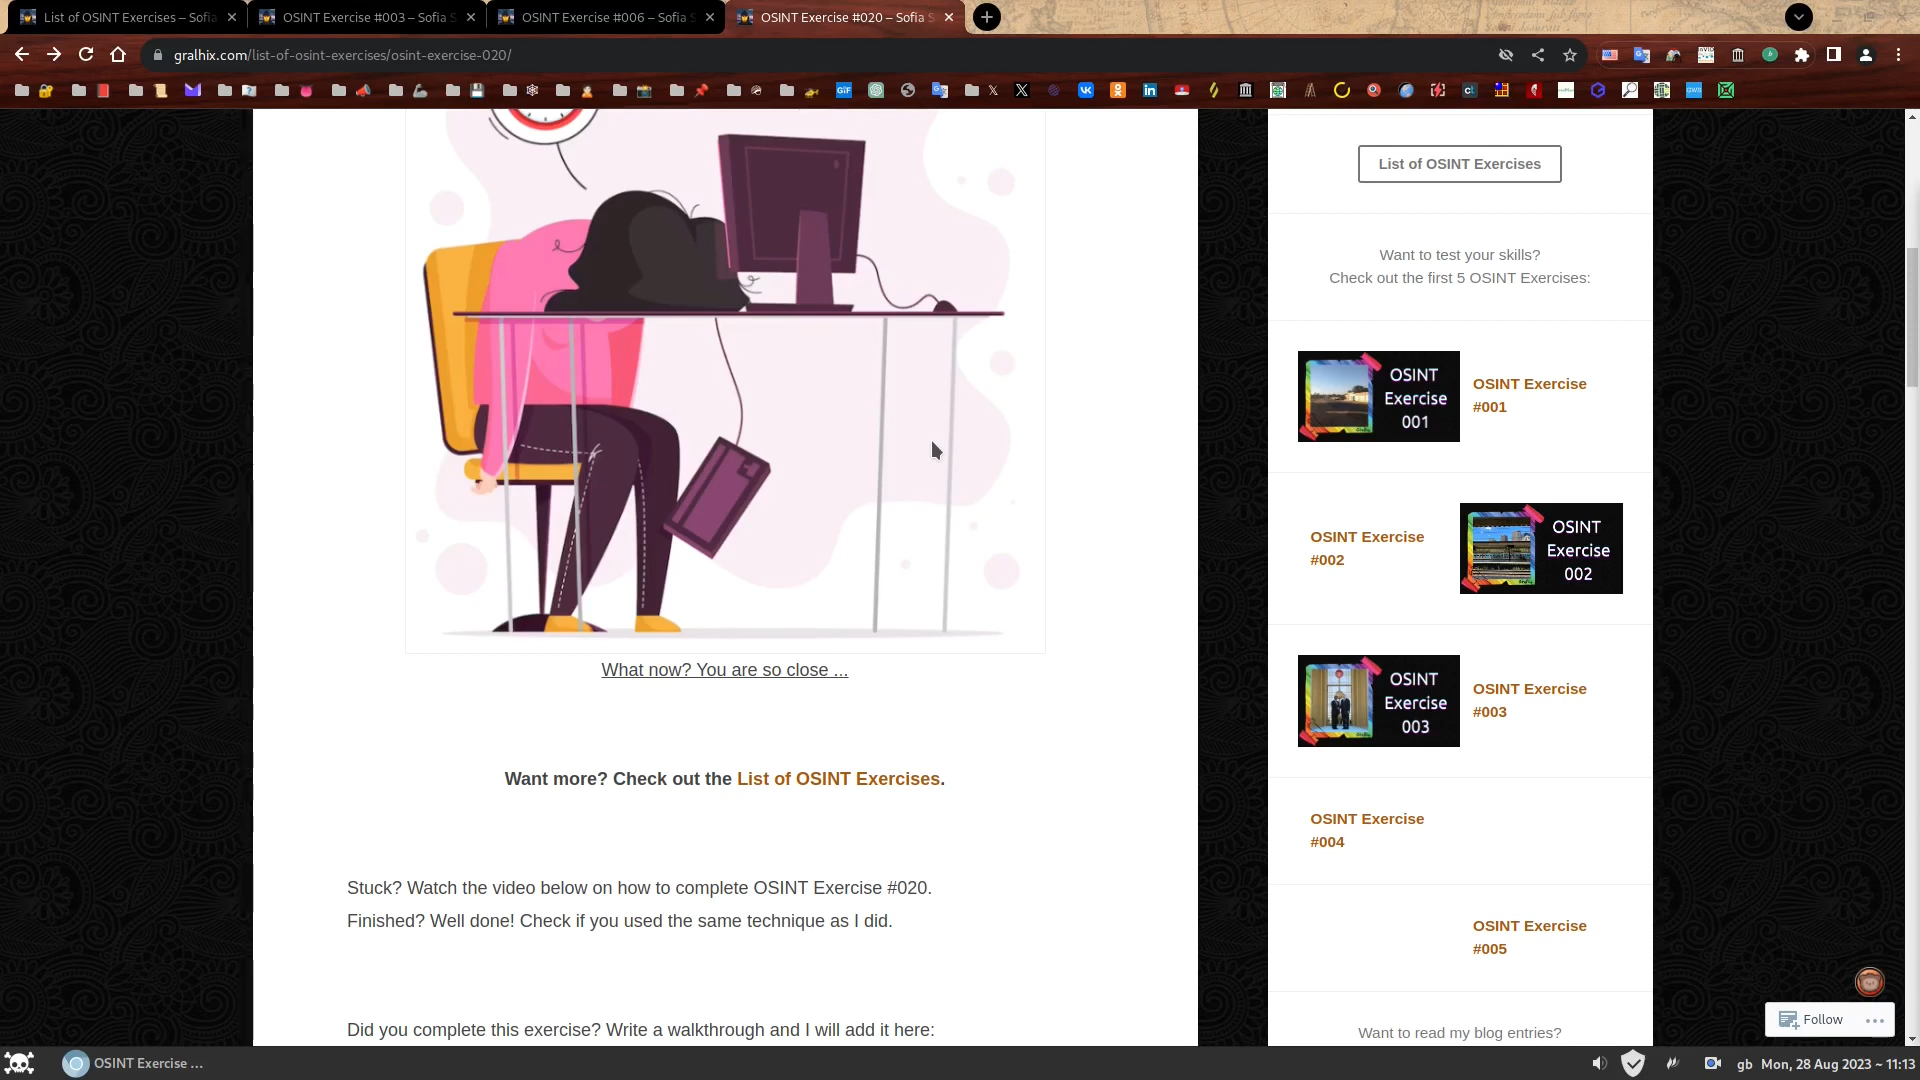 List of OSINT Exercises – Sofia
OSINT Exercise #003 – Sofia S
OSINT Exercise #006 – Sofia S
OSINT Exercise #020 – Sofia S
gralhix.com/list-of-osint-exercises/osint-exercise-020/
What now? You are so close ...
Want more? Check out the List of OSINT Exercises.
Stuck? Watch the video below on how to complete OSINT Exercise #020.
Finished? Well done! Check if you used the same technique as I did.
Did you complete this exercise? Write a walkthrough and I will add it here:
List of OSINT Exercises
Want to test your skills?
Check out the first 5 OSINT Exercises:
OSINT
Exercise
001
OSINT Exercise
#001
OSINT Exercise
#002
OSINT
Exercise
002
OSINT
Exercise
003
OSINT Exercise
#003
OSINT Exercise
#004
OSINT Exercise
#005
Want to read my blog entries?
Follow
OSINT Exercise ...
gb Mon, 28 Aug 2023 ~ 11:13